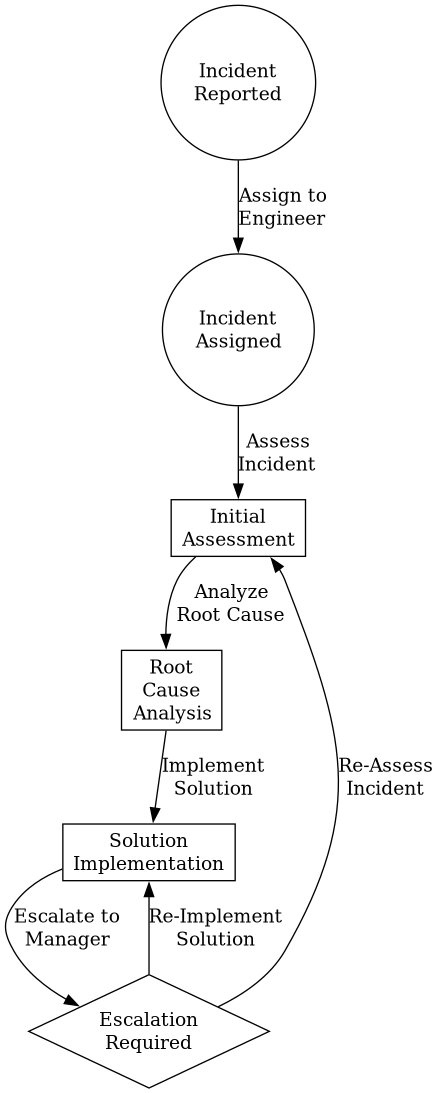 Incident
Reported
Assign to
Engineer
Incident
Assigned
Assess
Incident
Initial
Assessment
Analyze
Root Cause
Root
Cause
Analysis
Implement
Solution
Re-Assess
Incident
Solution
Implementation
Escalate to
Manager
Re-Implement
Solution
Escalation
Required